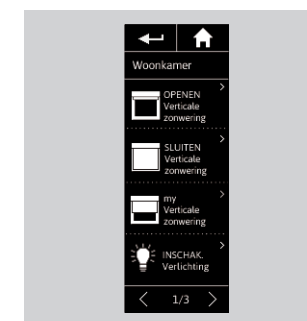 Woonkamer
OPENEN
Verticale
zonwering
SLUITEN
Verticale
zonwering
my
Verticale
zonwering
INSCHAK.
Verlichting
1/3